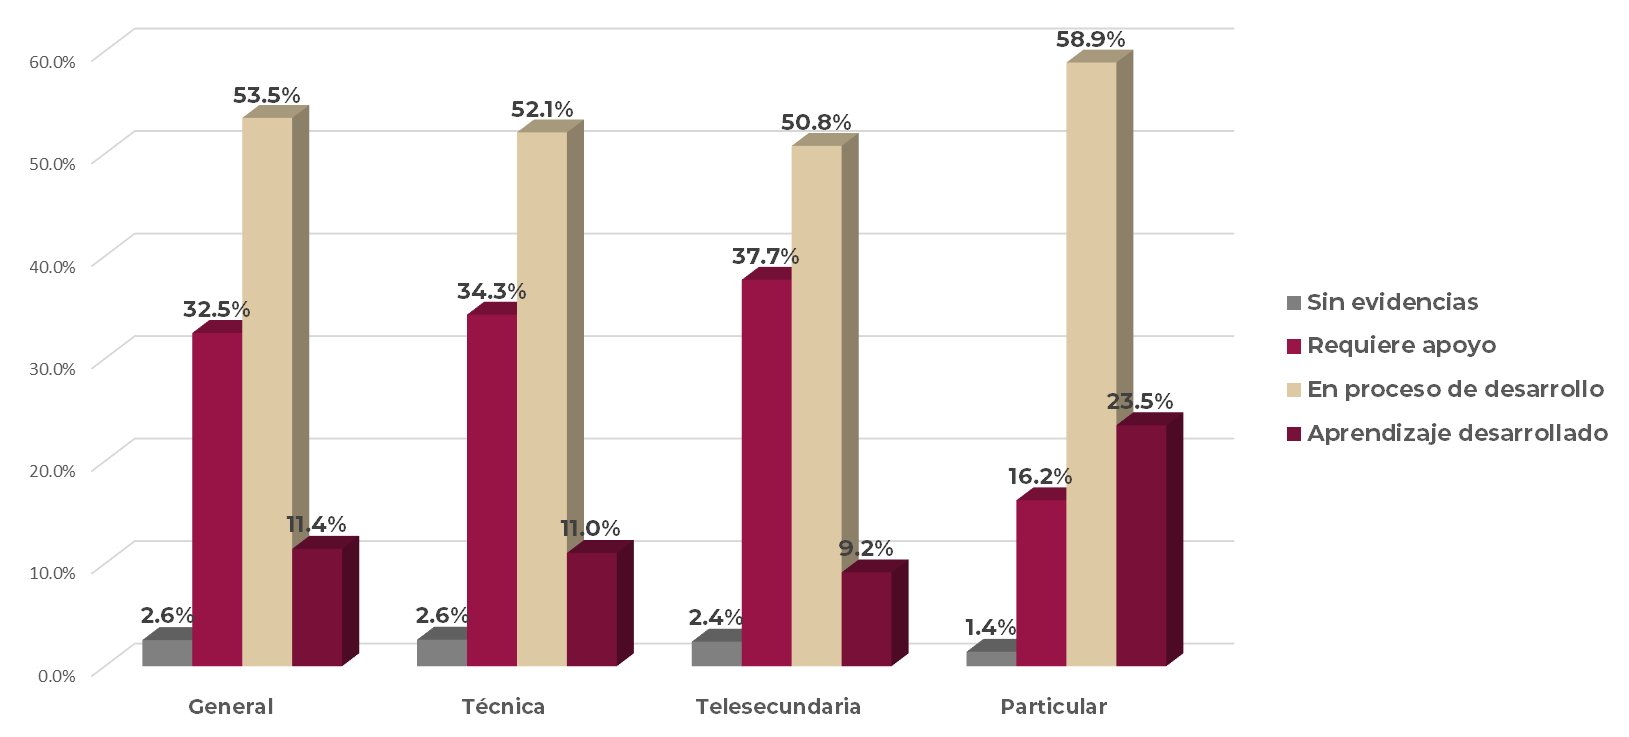 60.0%
50.0%
40.0%
30.0%
20.0%
10.0%
0.0%
2.6%
32.5%
53.5%
11.4%
2.6%
34.3%
52.1%
11.0%
2.4%
37.7%
50.8%
9.2%
1.4%
16.2%
58.9%
23.5%
General
Técnica
Telesecundaria
Particular
Sin evidencias
Requiere apoyo
En proceso de desarrollo
Aprendizaje desarrollado